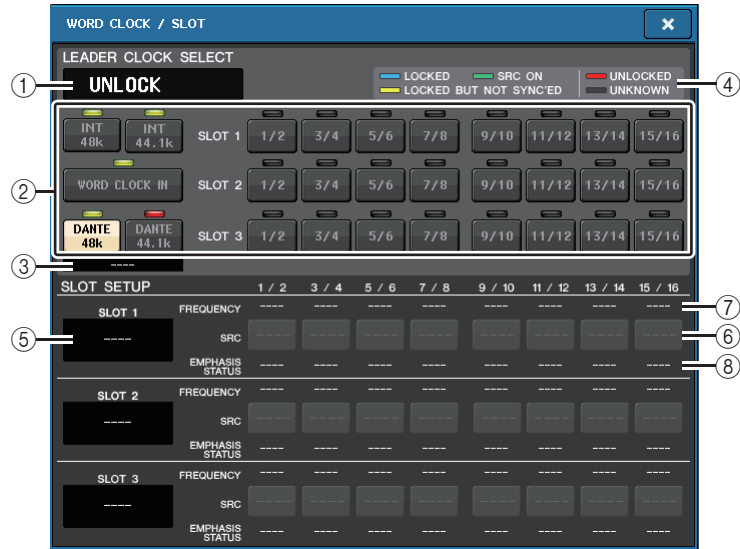 WORD CLOCK / SLOT
×
LEADER CLOCK SELECT
① UNLOCK
LOCKED SRC ON UNLOCKED ④
LOCKED BUT NOT SYNC'ED UNKNOWN
②
INT 48k
INT 44.1k
SLOT 1 1/2 3/4 5/6 7/8 9/10 11/12 13/14 15/16
WORD CLOCK IN SLOT 2 1/2 3/4 5/6 7/8 9/10 11/12 13/14 15/16
DANTE 48k
DANTE 44.1k
SLOT 3 1/2 3/4 5/6 7/8 9/10 11/12 13/14 15/16
③ ----
SLOT SETUP 1 / 2 3 / 4 5 / 6 7 / 8 9 / 10 11 / 12 13 / 14 15 / 16
SLOT 1 FREQUENCY ---- ---- ---- ---- ---- ---- ---- ---- ⑦
⑤ ---- SRC ---- ---- ---- ---- ---- ---- ---- ---- ⑥
EMPHASIS STATUS ---- ---- ---- ---- ---- ---- ---- ---- ⑧
SLOT 2 FREQUENCY ---- ---- ---- ---- ---- ---- ---- ----
---- SRC ---- ---- ---- ---- ---- ---- ---- ----
EMPHASIS STATUS ---- ---- ---- ---- ---- ---- ---- ----
SLOT 3 FREQUENCY ---- ---- ---- ---- ---- ---- ---- ----
---- SRC ---- ---- ---- ---- ---- ---- ---- ----
EMPHASIS STATUS ---- ---- ---- ---- ---- ---- ---- ----